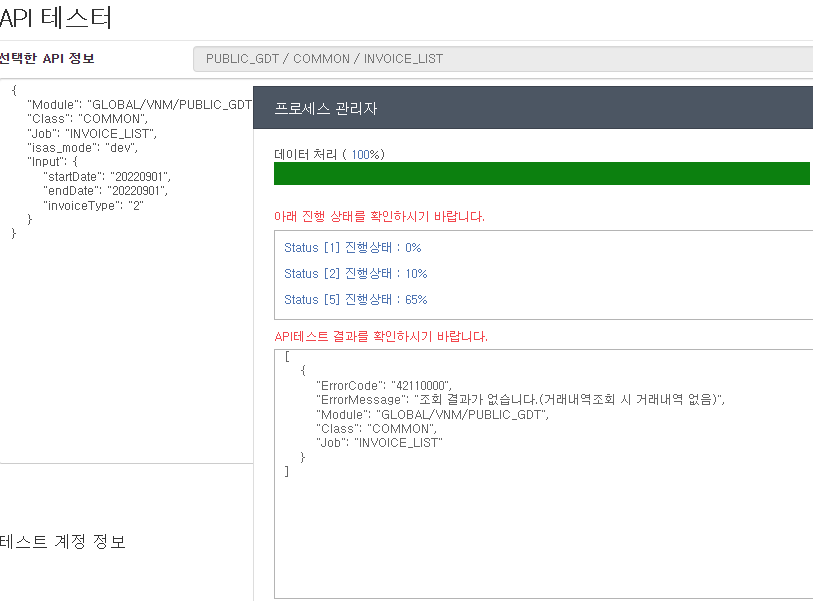 API 테스터
선택한 API 정보
PUBLIC_GDT / COMMON / INVOICE_LIST
{
"Module": "GLOBAL/VNM/PUBLIC_GDT
"Class": "COMMON",
"Job": "INVOICE_LIST",
"isas_mode": "dev",
"Input": {
"startDate": "20220901",
"endDate": "20220901",
"invoiceType": "2"
}
}
테스트 계정 정보
프로세스 관리자
데이터 처리 ( 100%)
아래 진행 상태를 확인하시기 바랍니다.
Status [1] 진행상태 : 0%
Status [2] 진행상태 : 10%
Status [5] 진행상태 : 65%
API테스트 결과를 확인하시기 바랍니다.
[
{
"ErrorCode": "42110000",
"ErrorMessage": "조회 결과가 없습니다.(거래내역조회 시 거래내역 없음)",
"Module": "GLOBAL/VNM/PUBLIC_GDT",
"Class": "COMMON",
"Job": "INVOICE_LIST"
}
]